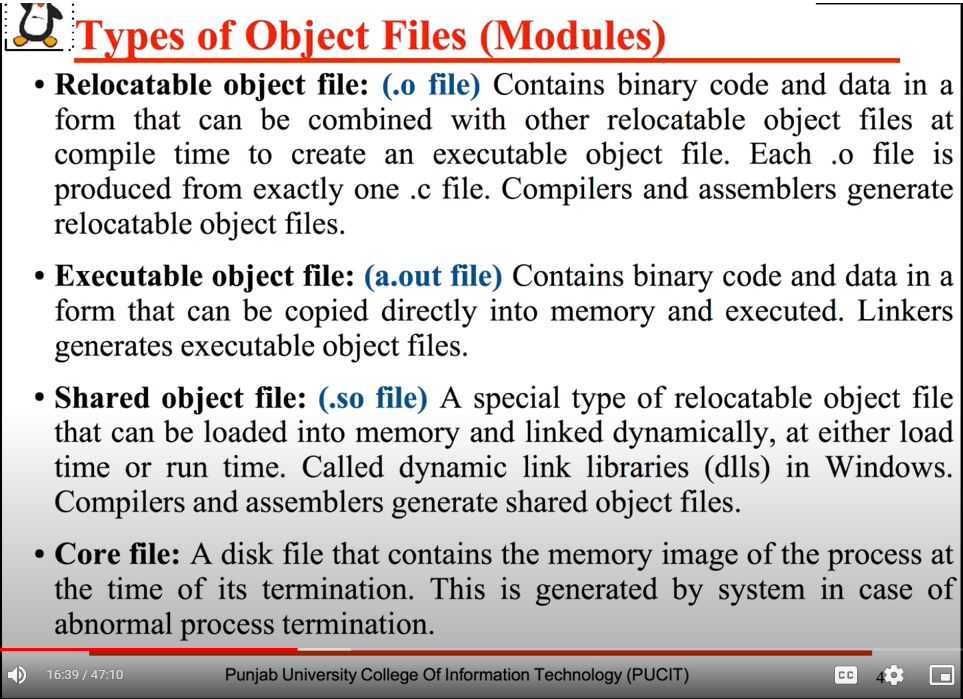 Types of Object Files (Modules)
• Relocatable object file: (.o file) Contains binary code and data in a
form that can be combined with other relocatable object files at
compile time to create an executable object file. Each .o file is
produced from exactly one .c file. Compilers and assemblers generate
relocatable object files.
• Executable object file: (a.out file) Contains binary code and data in a
form that can be copied directly into memory and executed. Linkers
generates executable object files.
• Shared object file: (.so file) A special type of relocatable object file
that can be loaded into memory and linked dynamically, at either load
time or run time. Called dynamic link libraries (dlls) in Windows.
Compilers and assemblers generate shared object files.
• Core file: A disk file that contains the memory image of the process at
the time of its termination. This is generated by system in case of
abnormal process termination.
16:39 / 47:10 Punjab University College Of Information Technology (PUCIT) CC